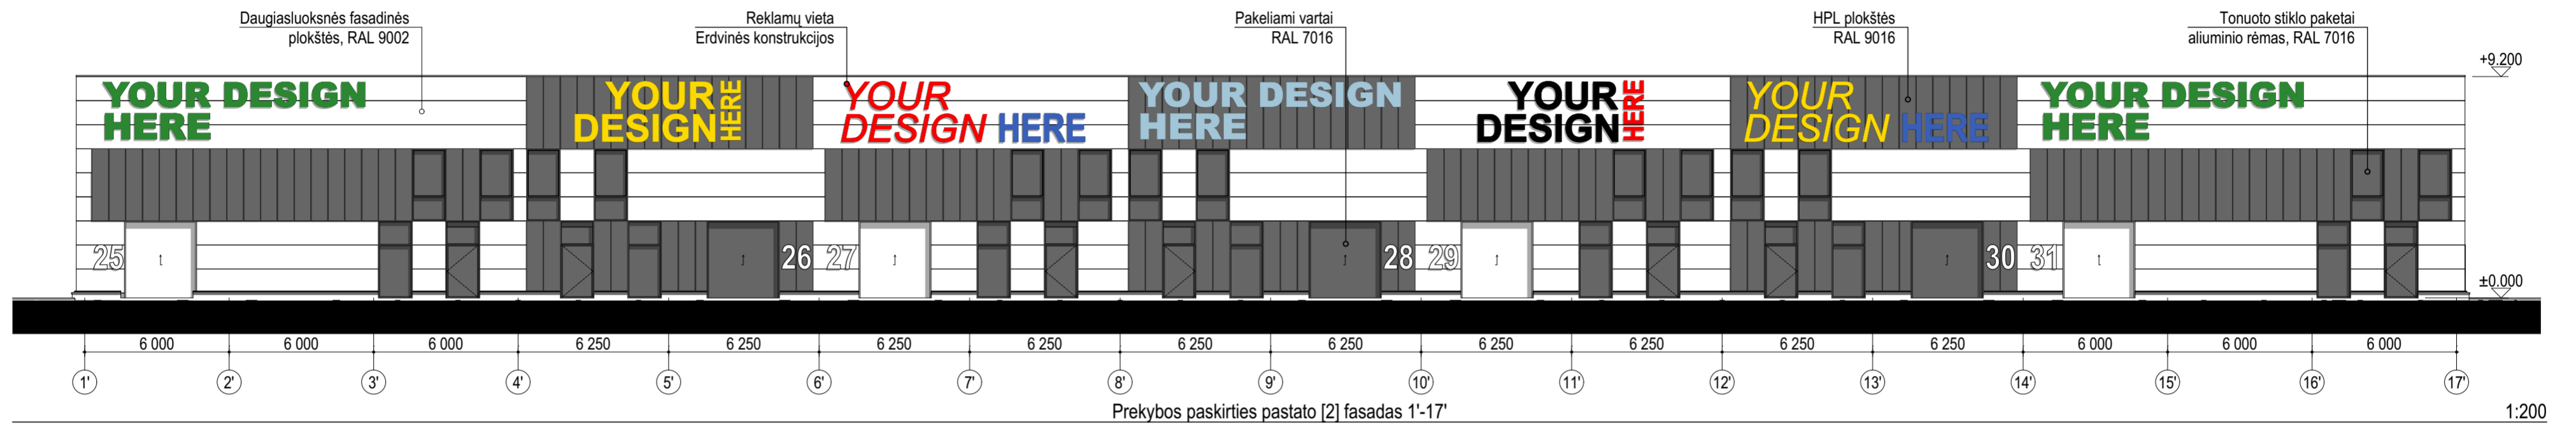 Daugiasluoksnės fasadinės
plokštės, RAL 9002
Reklamų vieta
Erdvinės konstrukcijos
Pakeliami vartai
RAL 7016
HPL plokštės
RAL 9016
Tonuoto stiklo paketai
aliuminio rėmas, RAL 7016
+9.200
YOUR DESIGN
HERE
YOUR
DESIGN HERE
YOUR
DESIGN HERE
YOUR DESIGN
HERE
YOUR
DESIGN HERE
YOUR
DESIGN HERE
YOUR DESIGN
HERE
25 26 27 28 29 30 31
±0.000
6 000 6 000 6 000 6 250 6 250 6 250 6 250 6 250 6 250 6 250 6 250 6 250 6 250 6 000 6 000 6 000
1' 2' 3' 4' 5' 6' 7' 8' 9' 10' 11' 12' 13' 14' 15' 16' 17'
Prekybos paskirties pastato [2] fasadas 1'-17'
1:200